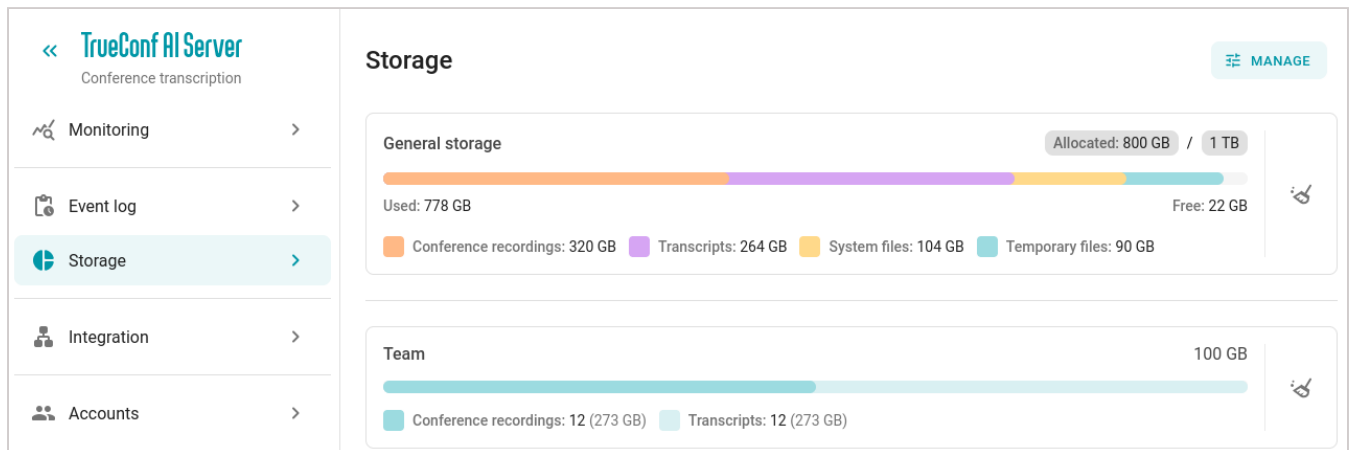 TrueConf AI Server
Conference transcription
Monitoring
Event log
Storage
Integration
Accounts
Storage
MANAGE
General storage
Allocated: 800 GB / 1 TB
Used: 778 GB
Free: 22 GB
Conference recordings: 320 GB Transcripts: 264 GB System files: 104 GB Temporary files: 90 GB
Team
100 GB
Conference recordings: 12 (273 GB) Transcripts: 12 (273 GB)